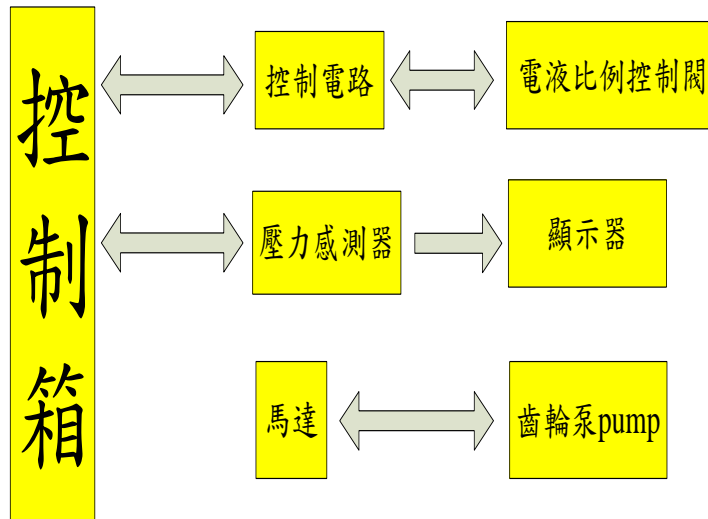 控制箱
控制電路
電液比例控制閥
壓力感測器
顯示器
馬達
齒輪泵pump